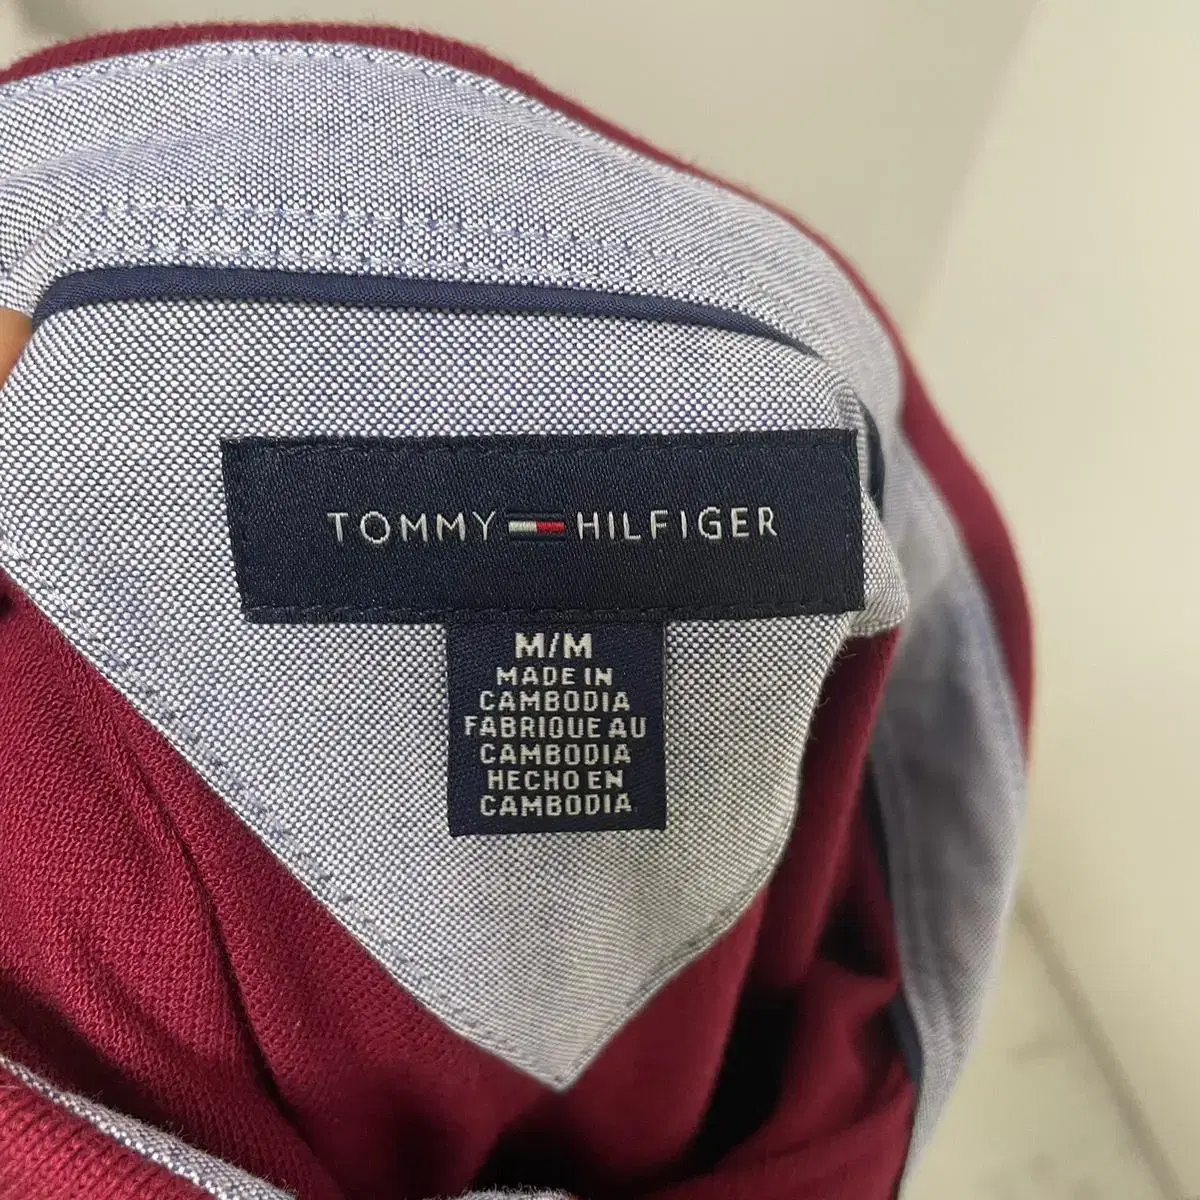 TOMMY HILFIGER
M/M
MADE IN
CAMBODIA
FABRIQUE AU
CAMBODIA
HECHO EN
CAMBODIA